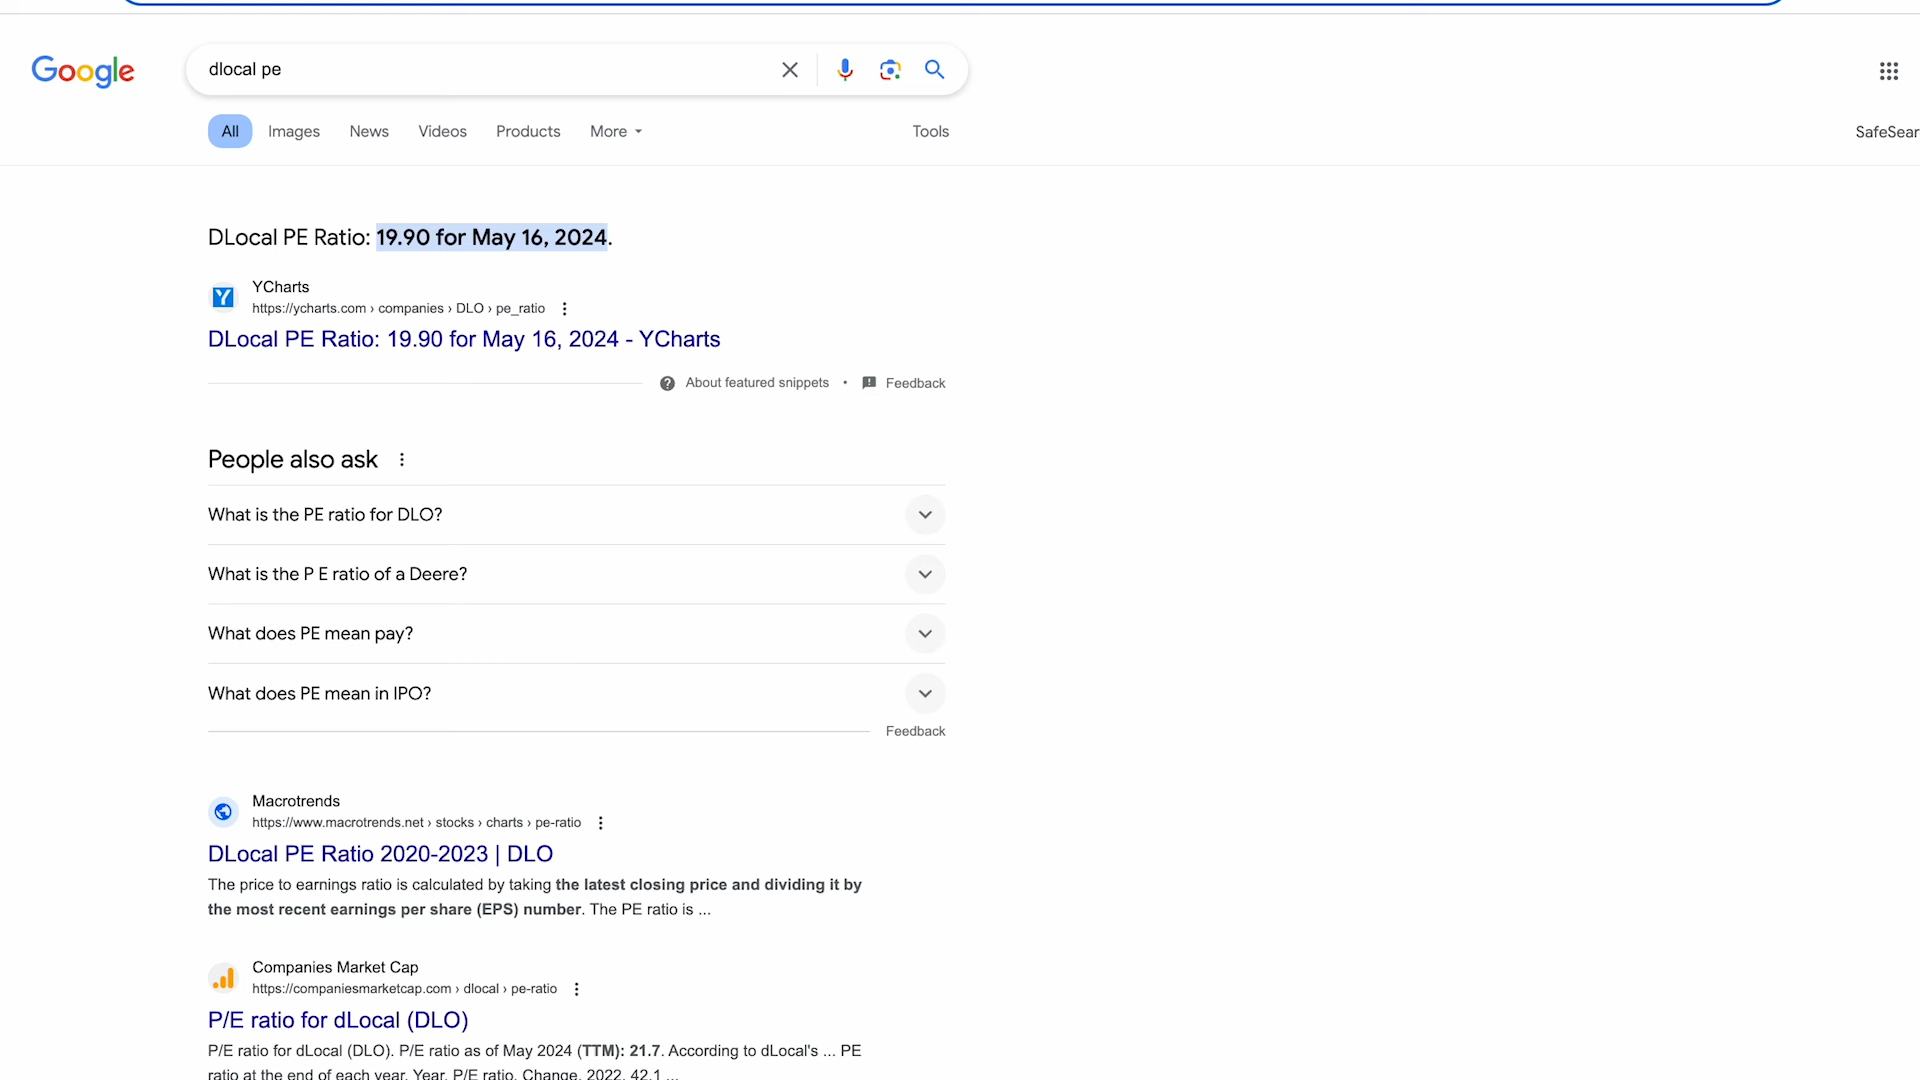 Google
dlocal pe
All Images News Videos Products More Tools SafeSear
DLocal PE Ratio: 19.90 for May 16, 2024.
YCharts
https://ycharts.com › companies › DLO › pe_ratio
DLocal PE Ratio: 19.90 for May 16, 2024 - YCharts
About featured snippets • Feedback
People also ask
What is the PE ratio for DLO?
What is the P E ratio of a Deere?
What does PE mean pay?
What does PE mean in IPO?
Feedback
Macrotrends
https://www.macrotrends.net › stocks › charts › pe-ratio
DLocal PE Ratio 2020-2023 | DLO
The price to earnings ratio is calculated by taking the latest closing price and dividing it by
the most recent earnings per share (EPS) number. The PE ratio is ...
Companies Market Cap
https://companiesmarketcap.com › dlocal › pe-ratio
P/E ratio for dLocal (DLO)
P/E ratio for dLocal (DLO). P/E ratio as of May 2024 (TTM): 21.7. According to dLocal's ... PE
ratio at the end of each year. Year, P/E ratio, Change. 2022, 42.1 ...